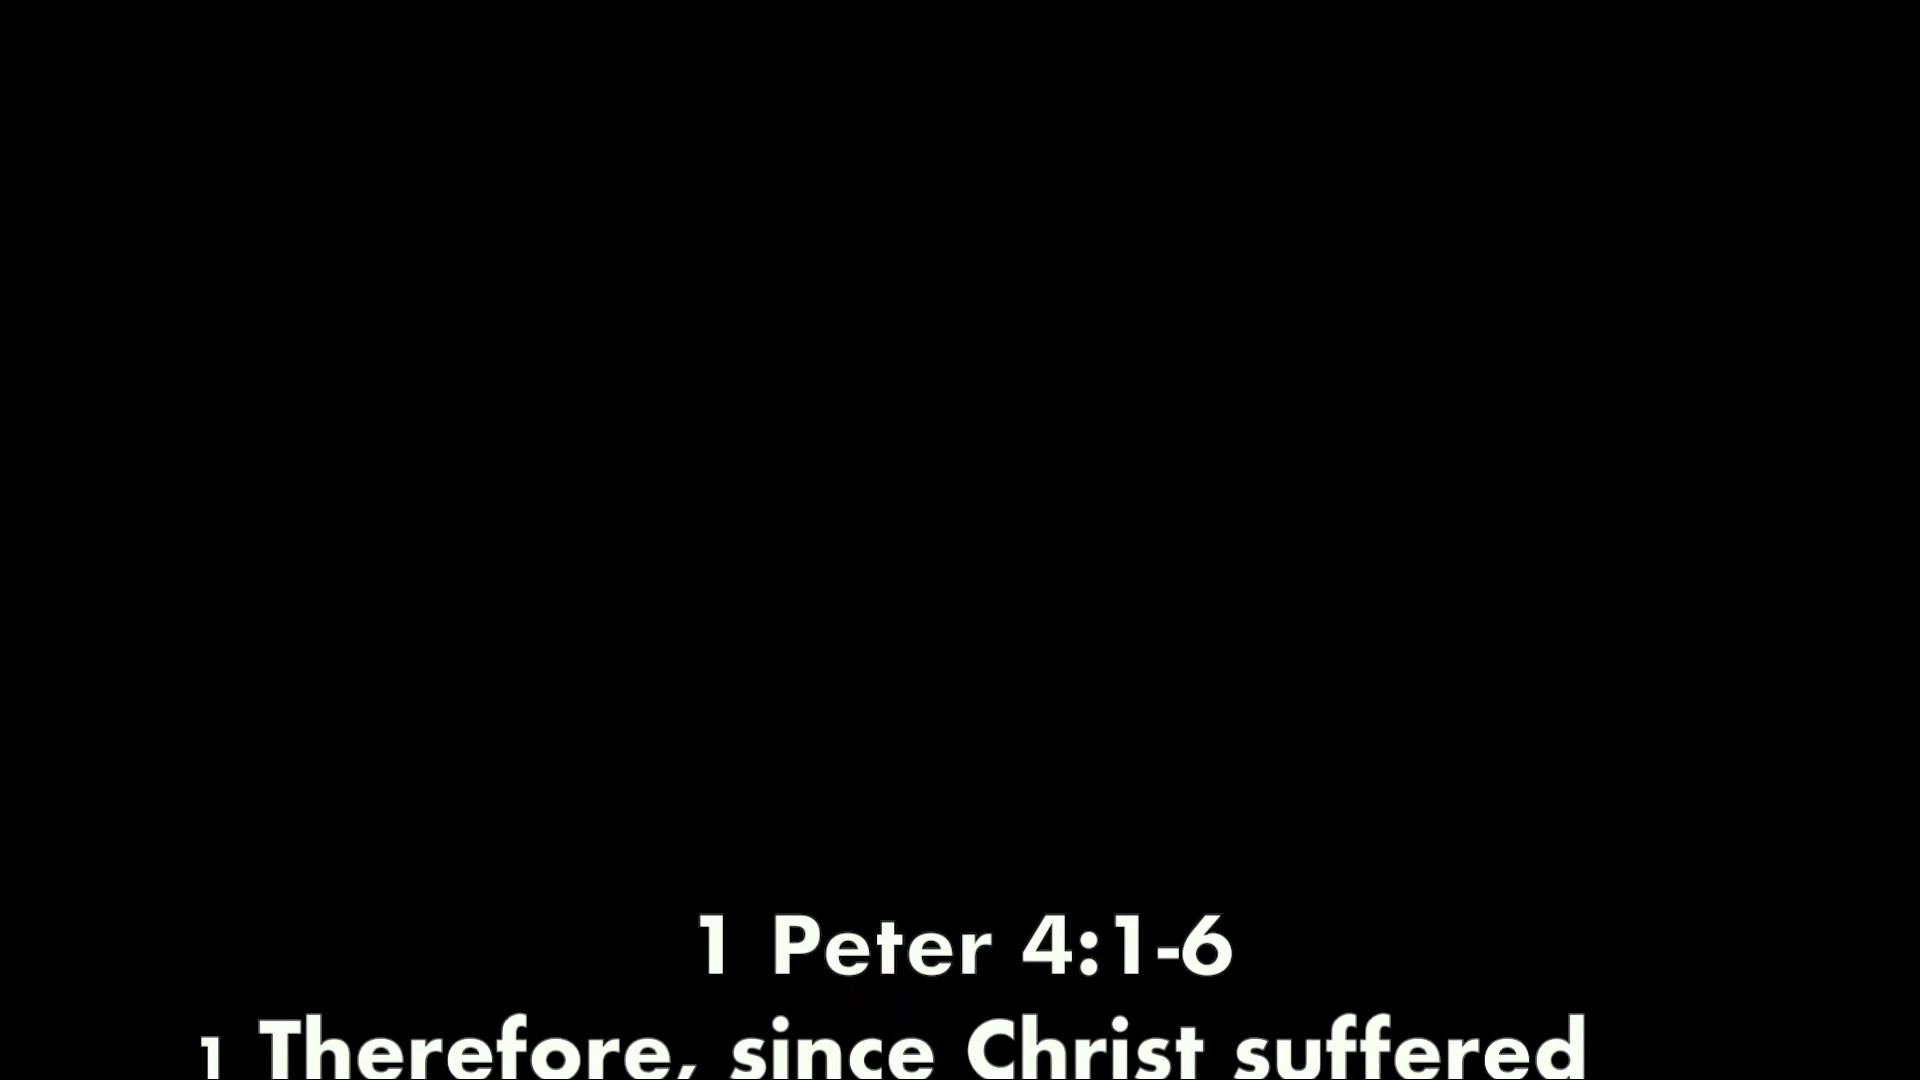 1 Peter 4:1-6
1 Therefore, since Christ suffered